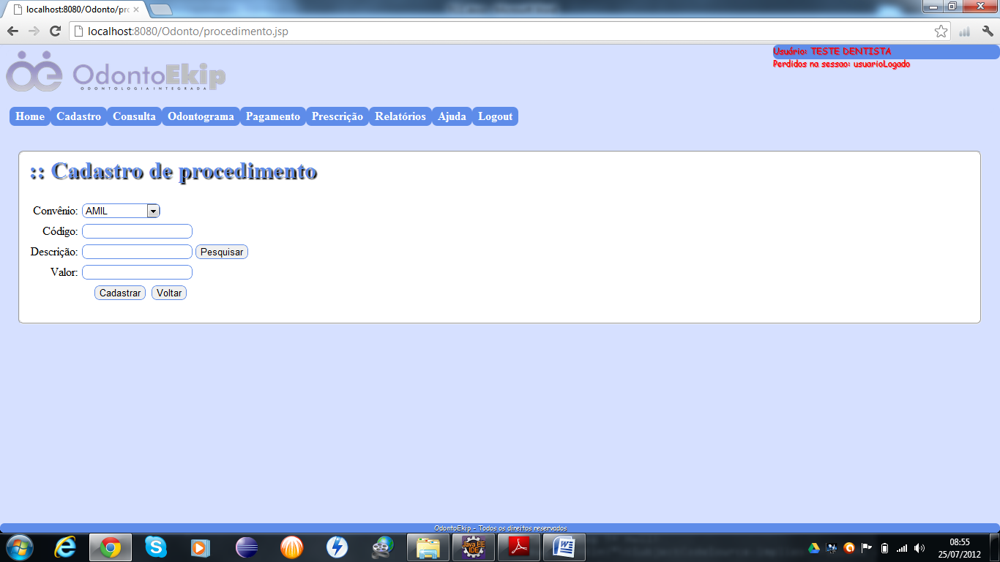 localhost:8080/Odonto/pro
localhost:8080/Odonto/procedimento.jsp
Usuário: TESTE DENTISTA
Perdidos na sessao: usuarioLogado
OdontoEkip
ODONTOLOGIAINTEGRADA
Home Cadastro Consulta Odontograma Pagamento Prescrição Relatórios Ajuda Logout
:: Cadastro de procedimento
Convênio: AMIL
Código:
Descrição: Pesquisar
Valor:
Cadastrar Voltar
OdontoEkip - Todos os direitos reservados
Java EE
IDE
08:55
25/07/2012